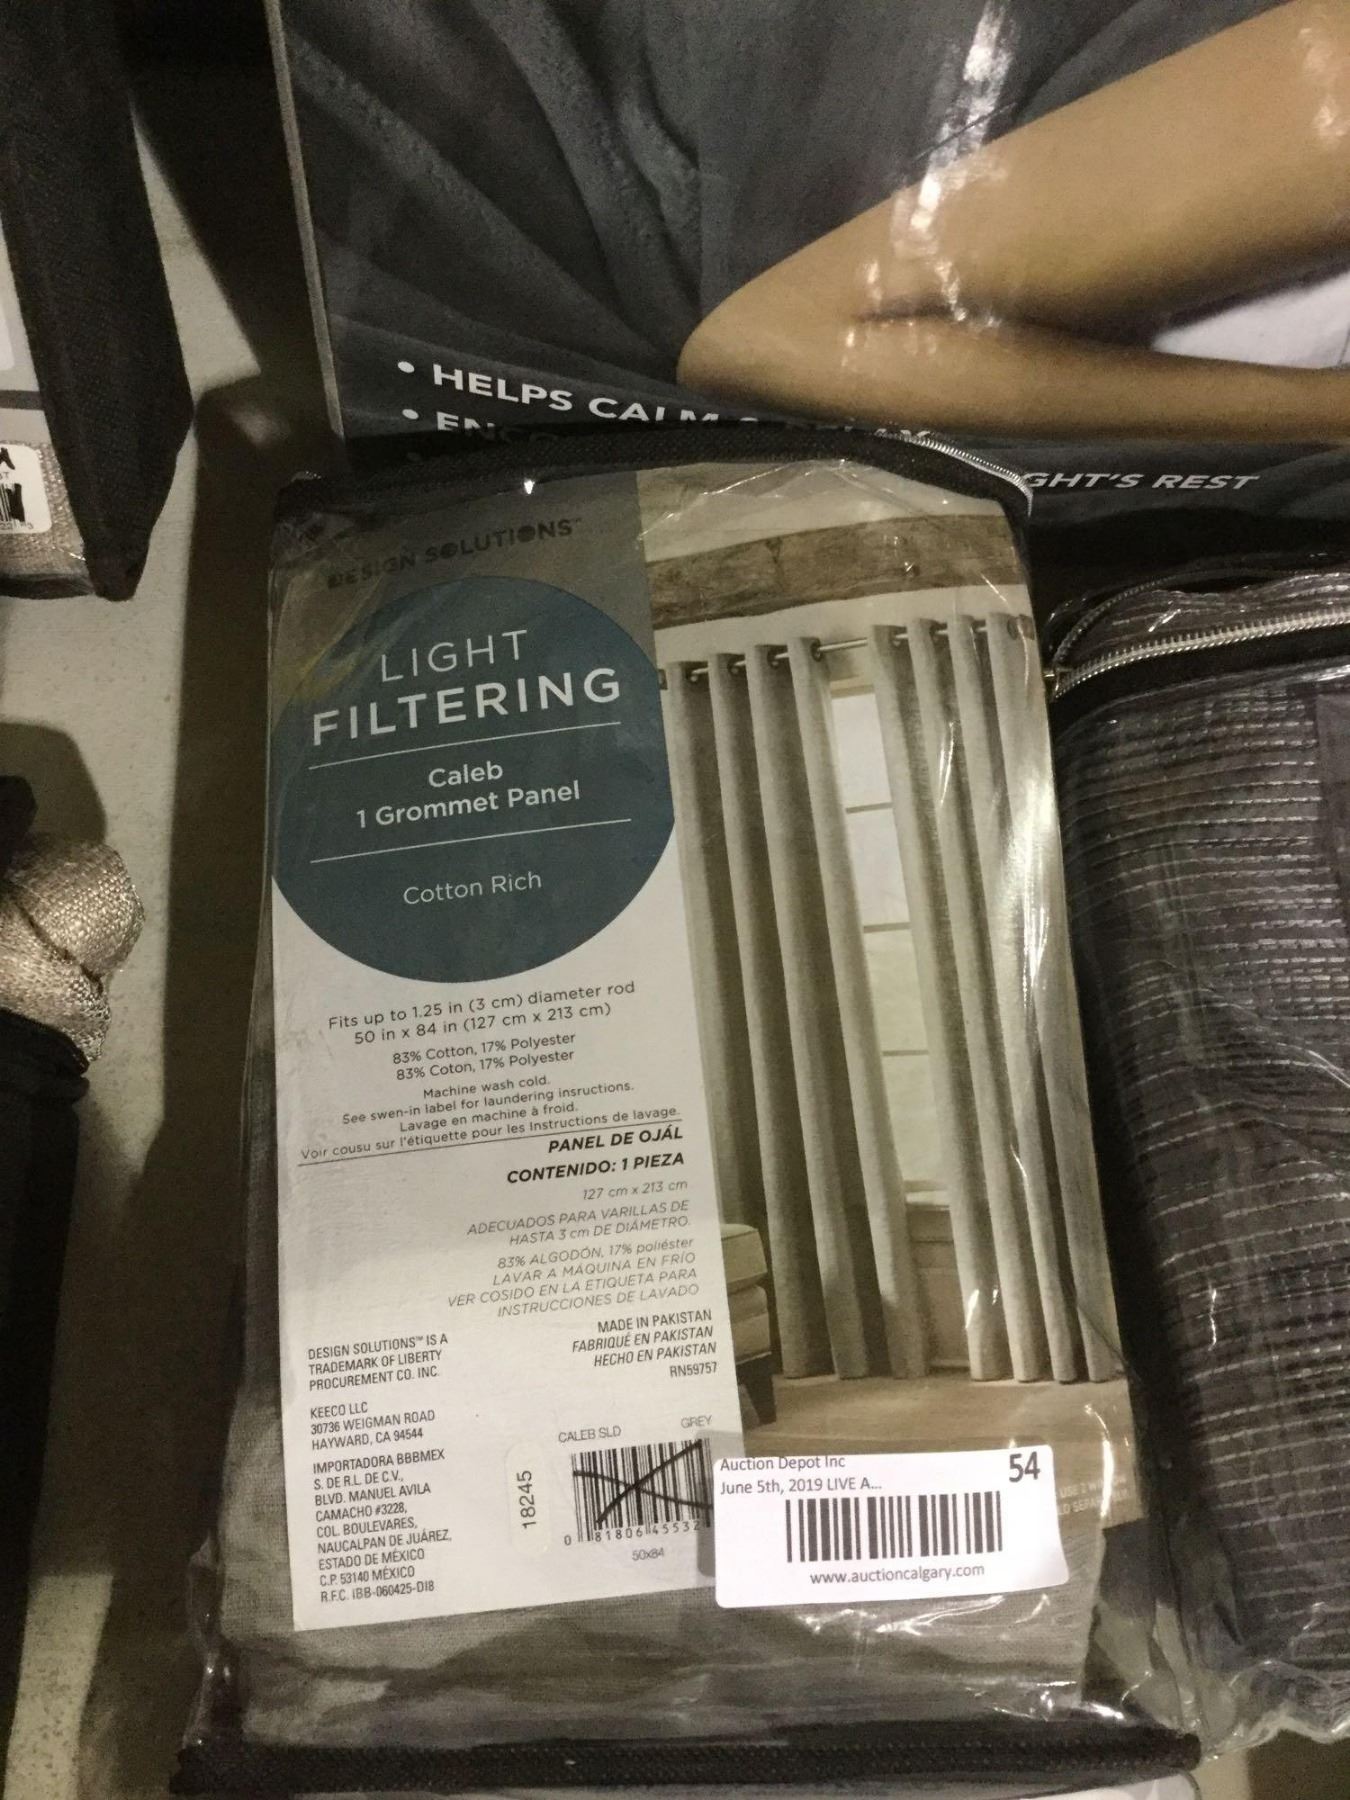 • HELPS CALM
GHT'S REST
DESIGN SOLUTIONS™
LIGHT
FILTERING
Caleb
1 Grommet Panel
Cotton Rich
Fits up to 1.25 in (3 cm) diameter rod
50 in x 84 in (127 cm x 213 cm)
83% Cotton, 17% Polyester
83% Coton, 17% Polyester
Machine wash cold.
See swen-in label for laundering insructions.
Lavage en machine à froid.
Voir cousu sur l'étiquette pour les Instructions de lavage.
PANEL DE OJÁL
CONTENIDO: 1 PIEZA
127 cm x 213 cm
ADECUADOS PARA VARILLAS DE
HASTA 3 cm DE DIÁMETRO.
83% ALGODÓN, 17% poliéster
LAVAR A MÁQUINA EN FRÍO
VER COSIDO EN LA ETIQUETA PARA
INSTRUCCIONES DE LAVADO
MADE IN PAKISTAN
FABRIQUÉ EN PAKISTAN
HECHO EN PAKISTAN
RN59757
DESIGN SOLUTIONS™ IS A
TRADEMARK OF LIBERTY
PROCUREMENT CO. INC.
KEECO LLC
30736 WEIGMAN ROAD
HAYWARD, CA 94544
IMPORTADORA BBBMEX
S. DE R.L. DE C.V.,
BLVD. MANUEL AVILA
CAMACHO #3228,
COL. BOULEVARES,
NAUCALPAN DE JUÁREZ,
ESTADO DE MÉXICO
C.P. 53140 MÉXICO
R.F.C. IBB-060425-DI8
18245
CALEB SLD GREY
0 81806 45532
50x84
Auction Depot Inc 54
June 5th, 2019 LIVE A...
www.auctioncalgary.com